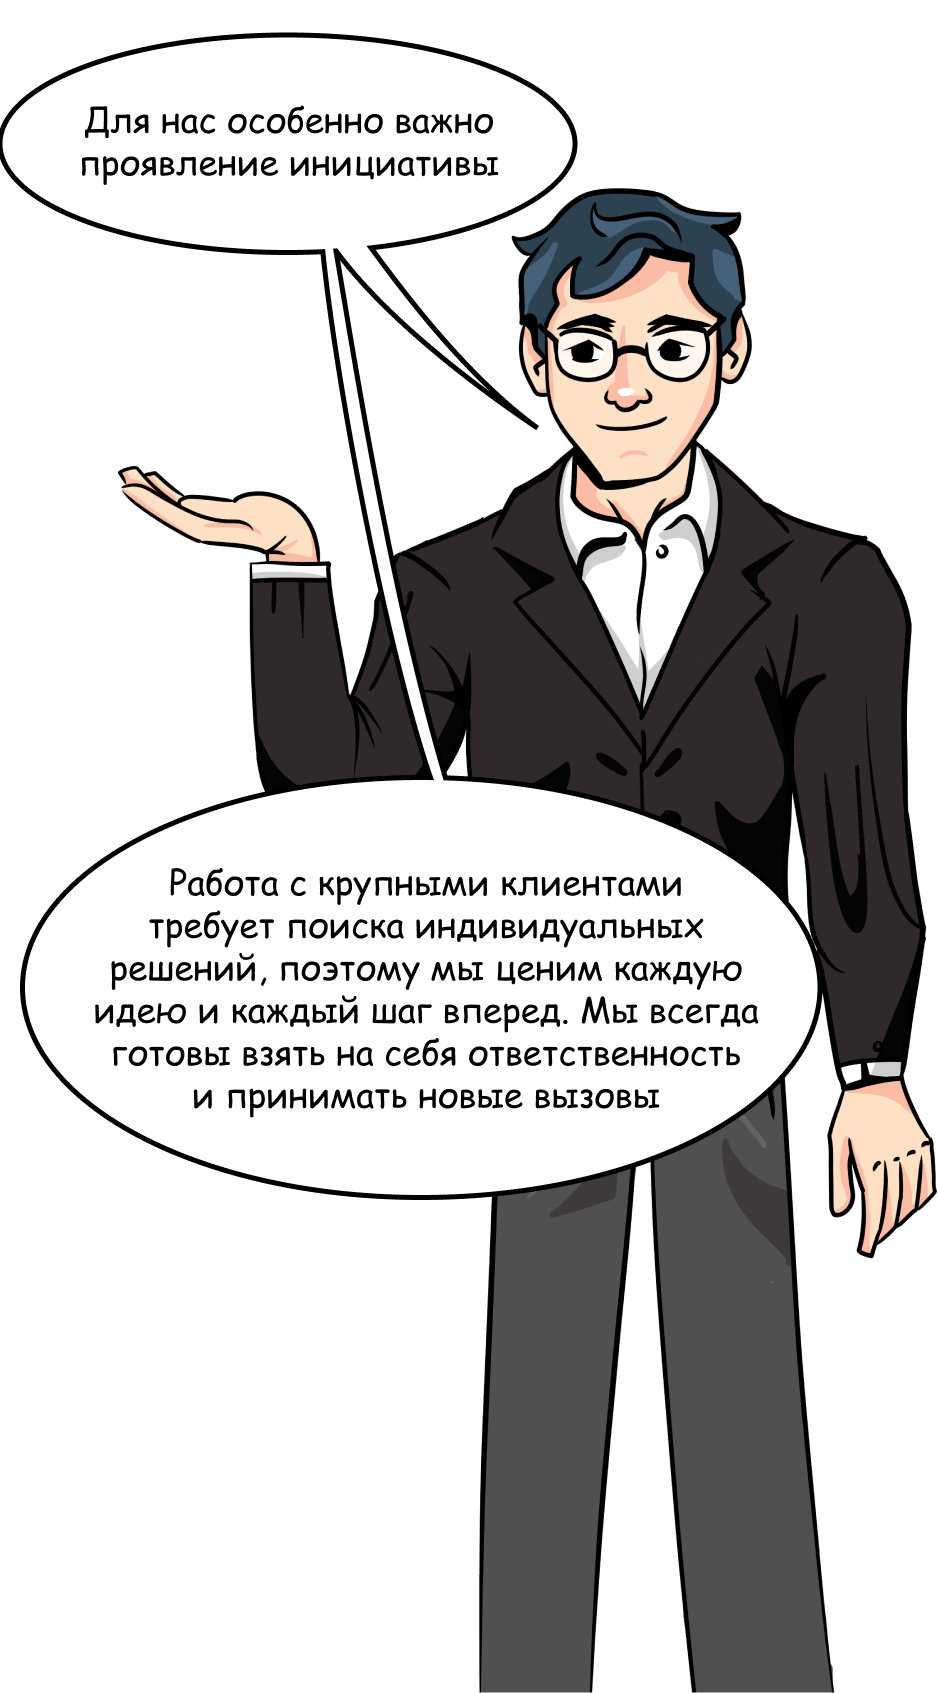 Для нас особенно важно
проявление инициативы
Работа с крупными клиентами
требует поиска индивидуальных
решений, поэтому мы ценим каждую
идею и каждый шаг вперед. Мы всегда
готовы взять на себя ответственность
и принимать новые вызовы